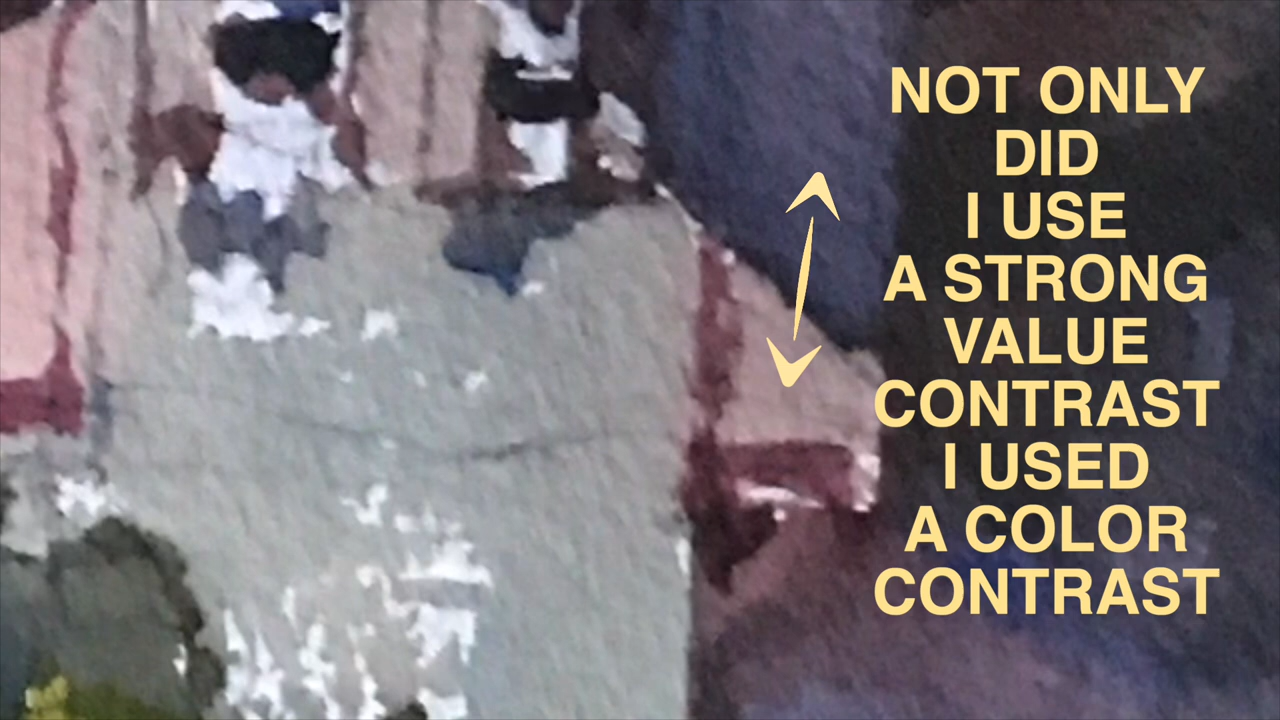 NOT ONLY
DID
I USE
A STRONG
VALUE
CONTRAST
I USED
A COLOR
CONTRAST